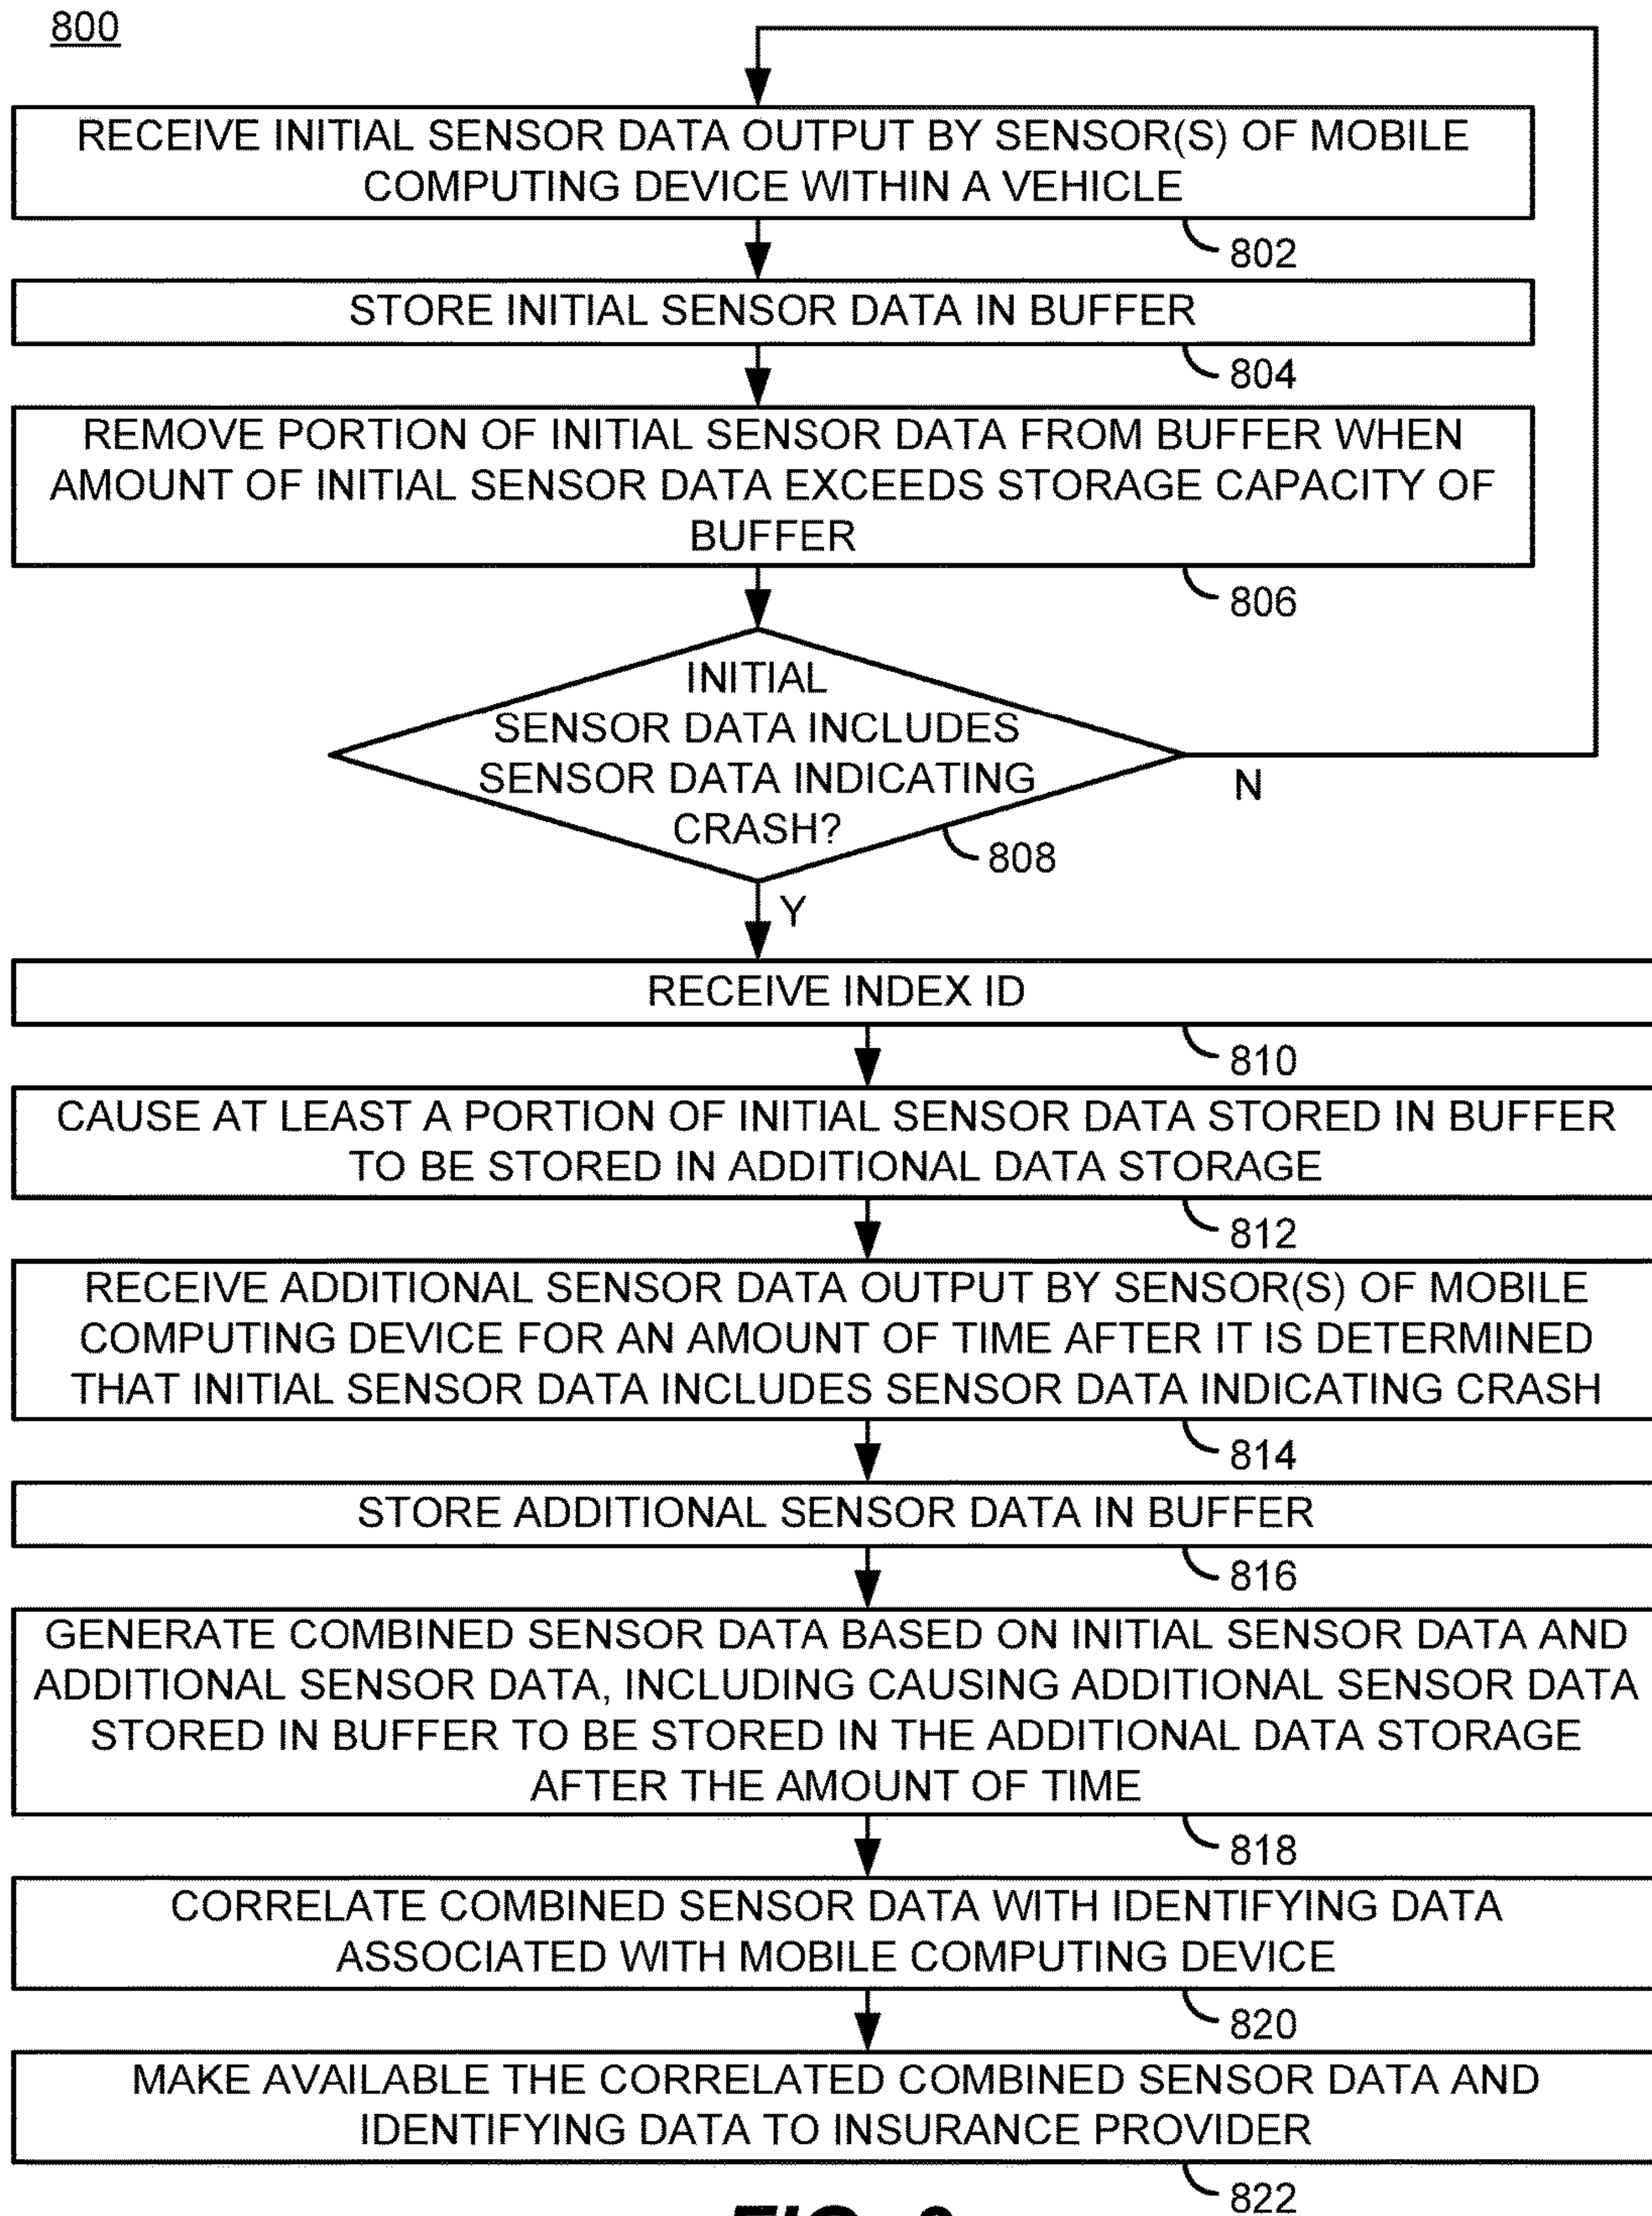 800
RECEIVE INITIAL SENSOR DATA OUTPUT BY SENSOR(S) OF MOBILE
COMPUTING DEVICE WITHIN A VEHICLE
802
STORE INITIAL SENSOR DATA IN BUFFER
804
REMOVE PORTION OF INITIAL SENSOR DATA FROM BUFFER WHEN
AMOUNT OF INITIAL SENSOR DATA EXCEEDS STORAGE CAPACITY OF
BUFFER
806
INITIAL
SENSOR DATA INCLUDES
SENSOR DATA INDICATING
CRASH?
N
808
Y
RECEIVE INDEX ID
810
CAUSE AT LEAST A PORTION OF INITIAL SENSOR DATA STORED IN BUFFER
TO BE STORED IN ADDITIONAL DATA STORAGE
812
RECEIVE ADDITIONAL SENSOR DATA OUTPUT BY SENSOR(S) OF MOBILE
COMPUTING DEVICE FOR AN AMOUNT OF TIME AFTER IT IS DETERMINED
THAT INITIAL SENSOR DATA INCLUDES SENSOR DATA INDICATING CRASH
814
STORE ADDITIONAL SENSOR DATA IN BUFFER
816
GENERATE COMBINED SENSOR DATA BASED ON INITIAL SENSOR DATA AND
ADDITIONAL SENSOR DATA, INCLUDING CAUSING ADDITIONAL SENSOR DATA
STORED IN BUFFER TO BE STORED IN THE ADDITIONAL DATA STORAGE
AFTER THE AMOUNT OF TIME
818
CORRELATE COMBINED SENSOR DATA WITH IDENTIFYING DATA
ASSOCIATED WITH MOBILE COMPUTING DEVICE
820
MAKE AVAILABLE THE CORRELATED COMBINED SENSOR DATA AND
IDENTIFYING DATA TO INSURANCE PROVIDER
822